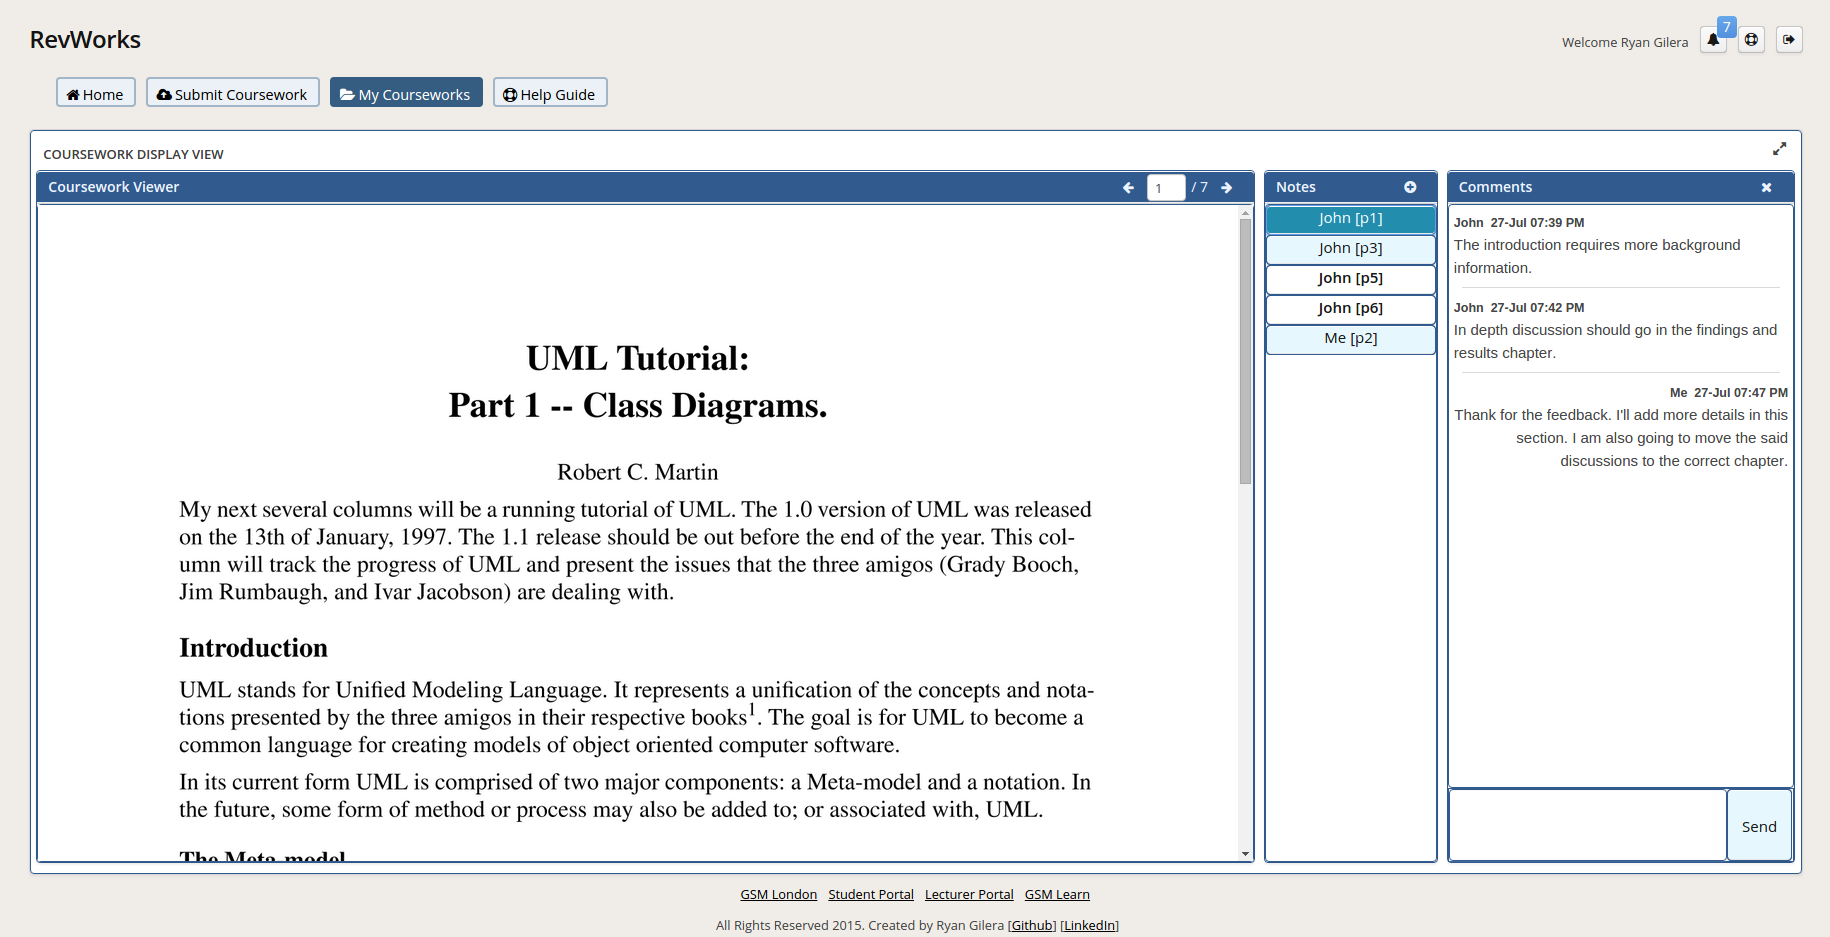 RevWorks
Welcome Ryan Gilera
7
Home
Submit Coursework
My Courseworks
Help Guide
COURSEWORK DISPLAY VIEW
Coursework Viewer
1 / 7
UML Tutorial:
Part 1 -- Class Diagrams.
Robert C. Martin
My next several columns will be a running tutorial of UML. The 1.0 version of UML was released
on the 13th of January, 1997. The 1.1 release should be out before the end of the year. This col-
umn will track the progress of UML and present the issues that the three amigos (Grady Booch,
Jim Rumbaugh, and Ivar Jacobson) are dealing with.
Introduction
UML stands for Unified Modeling Language. It represents a unification of the concepts and nota-
tions presented by the three amigos in their respective books1. The goal is for UML to become a
common language for creating models of object oriented computer software.
In its current form UML is comprised of two major components: a Meta-model and a notation. In
the future, some form of method or process may also be added to; or associated with, UML.
The Meta-model
Notes
John [p1]
John [p3]
John [p5]
John [p6]
Me [p2]
Comments
John 27-Jul 07:39 PM
The introduction requires more background
information.
John 27-Jul 07:42 PM
In depth discussion should go in the findings and
results chapter.
Me 27-Jul 07:47 PM
Thank for the feedback. I'll add more details in this
section. I am also going to move the said
discussions to the correct chapter.
Send
GSM London Student Portal Lecturer Portal GSM Learn
All Rights Reserved 2015. Created by Ryan Gilera [Github] [LinkedIn]